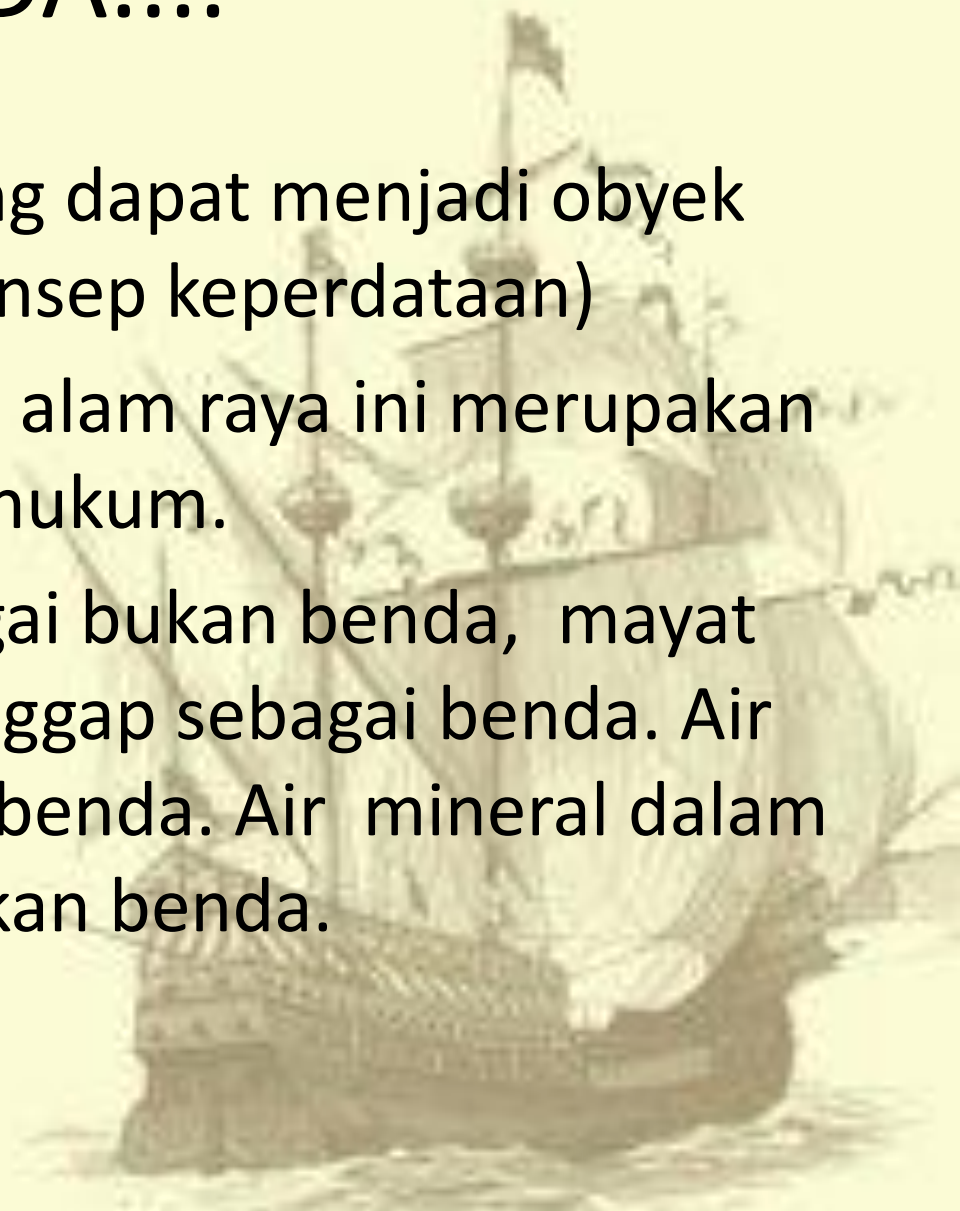 DA....
ng dapat menjadi obyek
nsep keperdataan)
alam raya ini merupakan
hukum.
gai bukan benda, mayat
ggap sebagai benda. Air
benda. Air mineral dalam
kan benda.